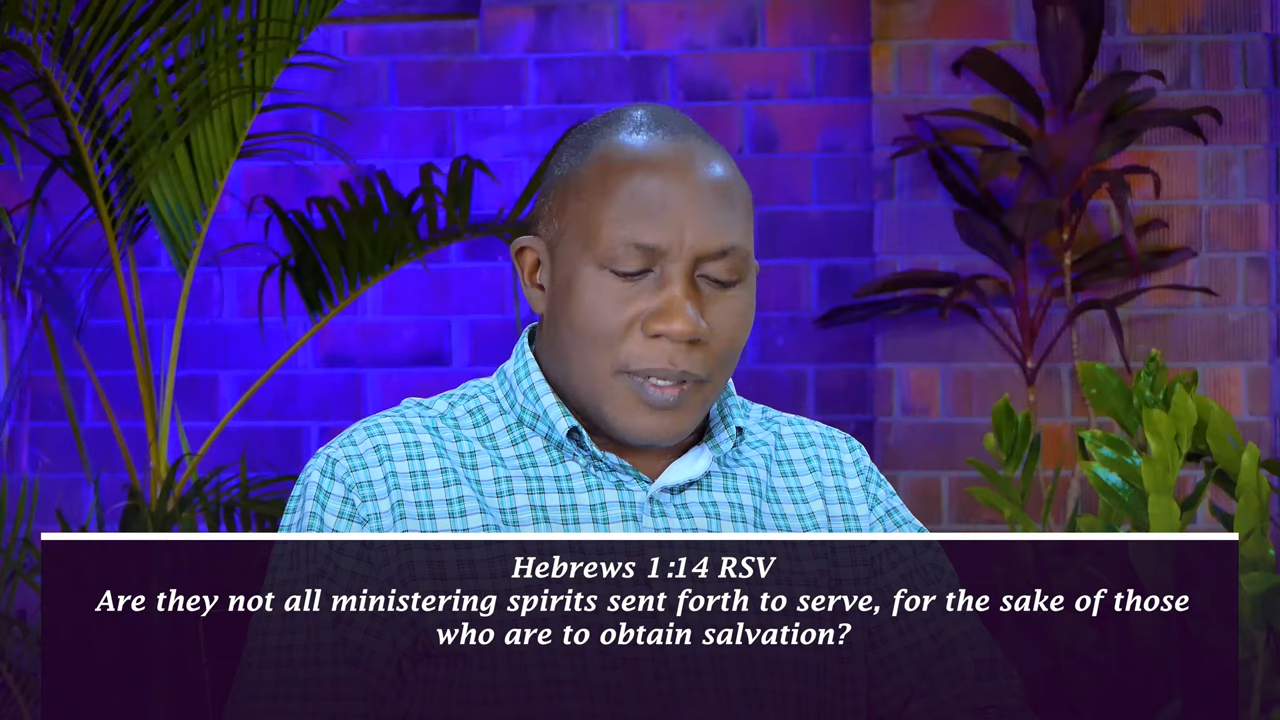 Hebrews 1:14 RSV
Are they not all ministering spirits sent forth to serve, for the sake of those
who are to obtain salvation?